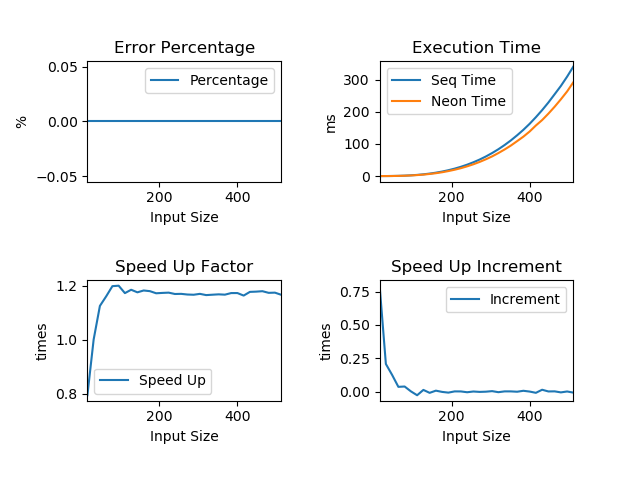 Error Percentage
0.05
0.00
−0.05
%
Percentage
200
400
Input Size
Execution Time
300
200
100
0
ms
Seq Time
Neon Time
200
400
Input Size
Speed Up Factor
1.2
1.0
0.8
times
Speed Up
200
400
Input Size
Speed Up Increment
0.75
0.50
0.25
0.00
times
Increment
200
400
Input Size